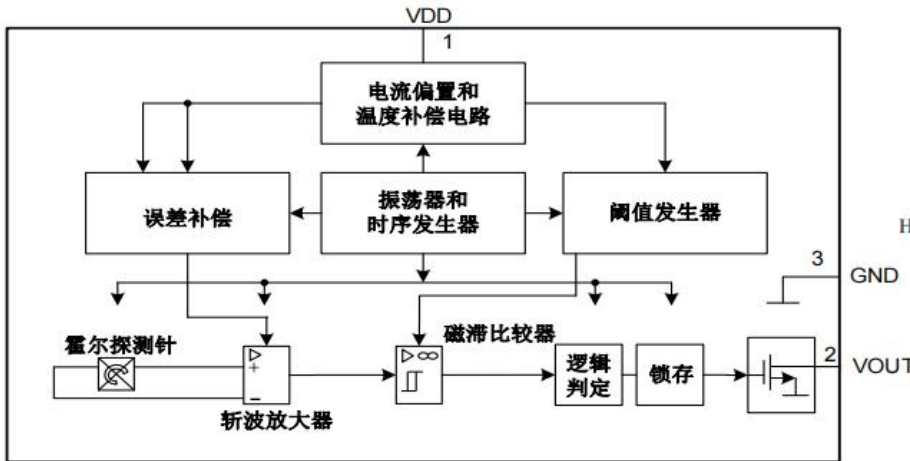 VDD
1
电流偏置和
温度补偿电路
误差补偿
振荡器和
时序发生器
阈值发生器
H
3
GND
霍尔探测针
+
−
斩波放大器
磁滞比较器
∞
逻辑
判定
锁存
2
VOUT